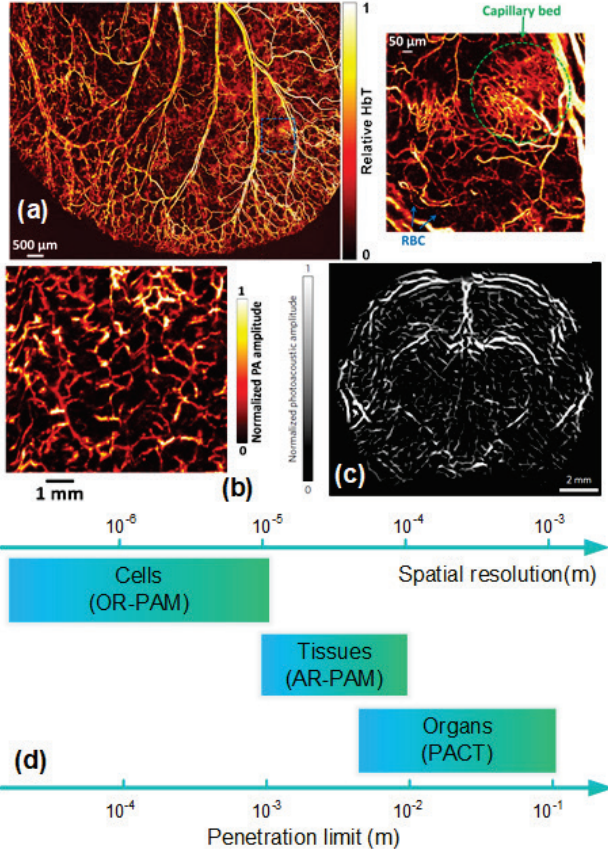 1
Relative HbT
0
(a)
500 µm
50 µm
Capillary bed
RBC
1
Normalized PA amplitude
0
1 mm
(b)
1
Normalized photoacoustic amplitude
0
(c)
2 mm
10-6 10-5 10-4 10-3
Spatial resolution(m)
Cells
(OR-PAM)
Tissues
(AR-PAM)
Organs
(PACT)
(d)
10-4 10-3 10-2 10-1
Penetration limit (m)